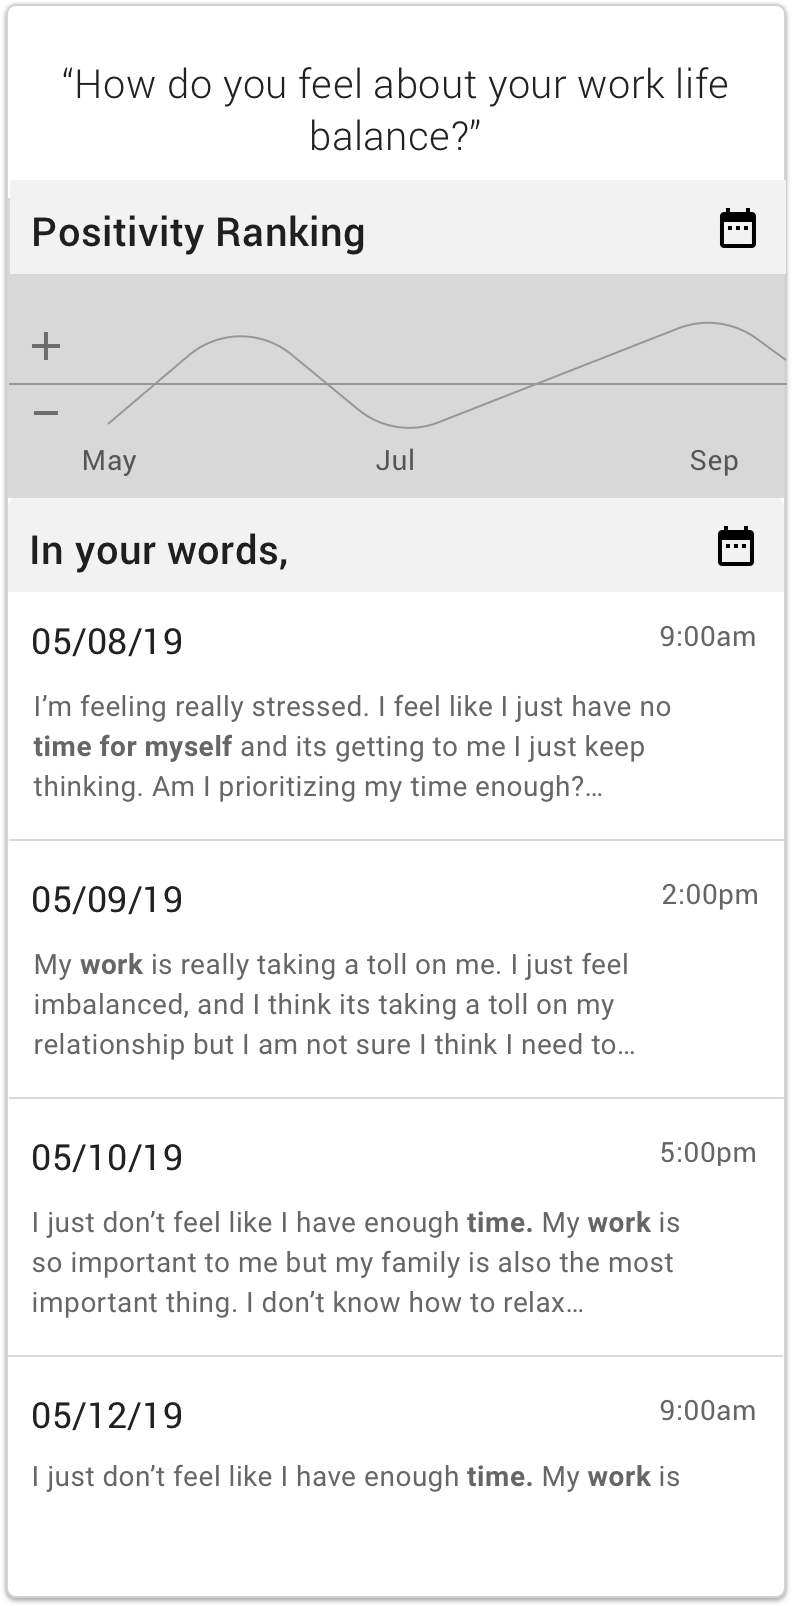 “How do you feel about your work life
balance?”
Positivity Ranking
+
–
May Jul Sep
In your words,
05/08/19 9:00am
I’m feeling really stressed. I feel like I just have no
time for myself and its getting to me I just keep
thinking. Am I prioritizing my time enough?...
05/09/19 2:00pm
My work is really taking a toll on me. I just feel
imbalanced, and I think its taking a toll on my
relationship but I am not sure I think I need to...
05/10/19 5:00pm
I just don’t feel like I have enough time. My work is
so important to me but my family is also the most
important thing. I don’t know how to relax...
05/12/19 9:00am
I just don’t feel like I have enough time. My work is